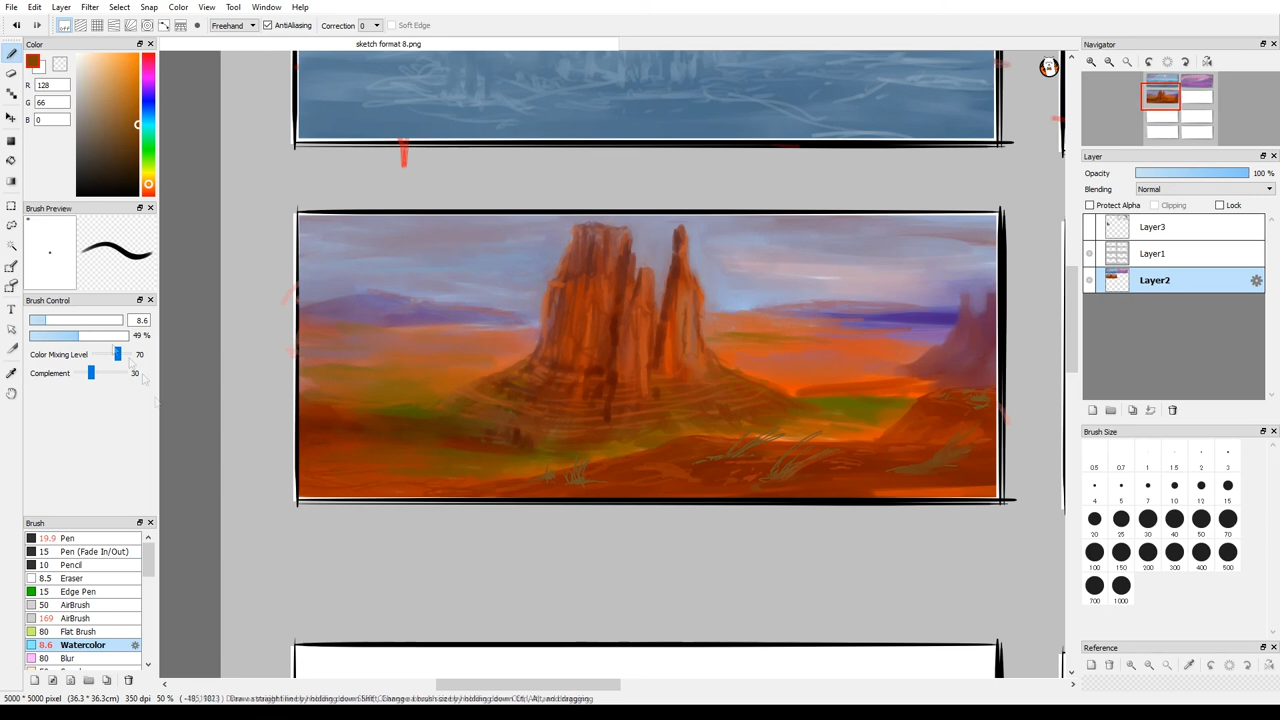 File Edit Layer Snap Color View Tool Window Help
off Freehand AntiAliasing Correction 0 Soft Edge
Color
sketch format 8.png
Navigator
R 128
G 66
B 0
Layer
Opacity 100 %
Blending Normal
Protect Alpha Clipping Lock
Brush Preview
Layer3
Layer1
Layer2
Brush Control
8.6
49 %
Color Mixing Level 70
Complement 30
Brush Size
0.5 0.7 1 1.5 2 3
4 5 7 10 12 15
20 25 30 40 50 70
100 150 200 300 400 500
700 1000
Brush
19.9 Pen
15 Pen (Fade In/Out)
10 Pencil
8.5 Eraser
15 Edge Pen
50 AirBrush
169 AirBrush
80 Flat Brush
8.6 Watercolor
80 Blur
Reference
5000 * 5000 pixel (36.3 * 36.3cm) 350 dpi 50 %